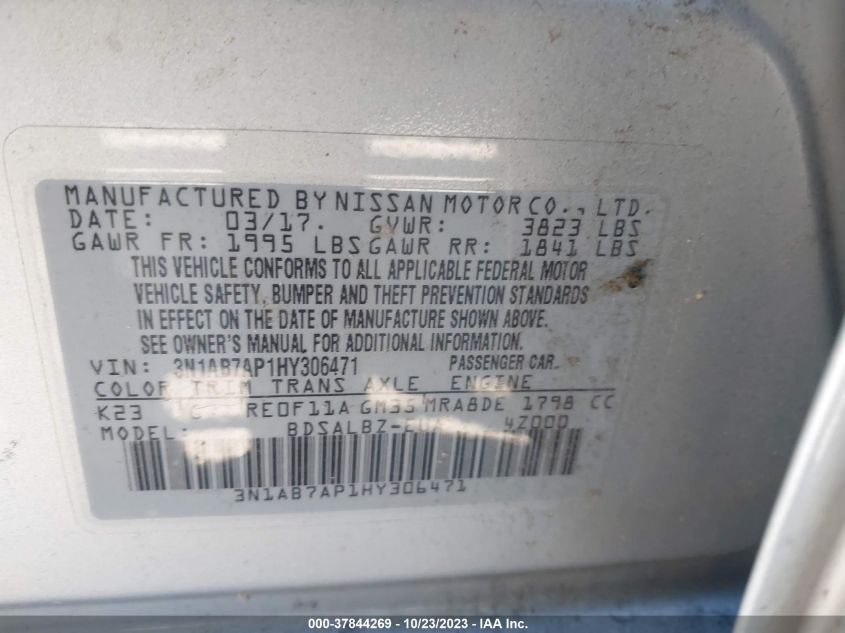 MANUFACTURED BY NISSAN MOTOR CO., LTD.
DATE: 03/17. GVWR: 3823 LBS
GAWR FR: 1995 LBS GAWR RR: 1841 LBS
THIS VEHICLE CONFORMS TO ALL APPLICABLE FEDERAL MOTOR
VEHICLE SAFETY, BUMPER AND THEFT PREVENTION STANDARDS
IN EFFECT ON THE DATE OF MANUFACTURE SHOWN ABOVE.
SEE OWNER'S MANUAL FOR ADDITIONAL INFORMATION.
VIN: 3N1AB7AP1HY306471 PASSENGER CAR
COLOR TRIM TRANS AXLE ENGINE
K23 RE0F11A GM35 MRA8DE 1798 CC
MODEL: 4Z000
3N1AB7AP1HY306471
000-37844269 - 10/23/2023 - IAA Inc.